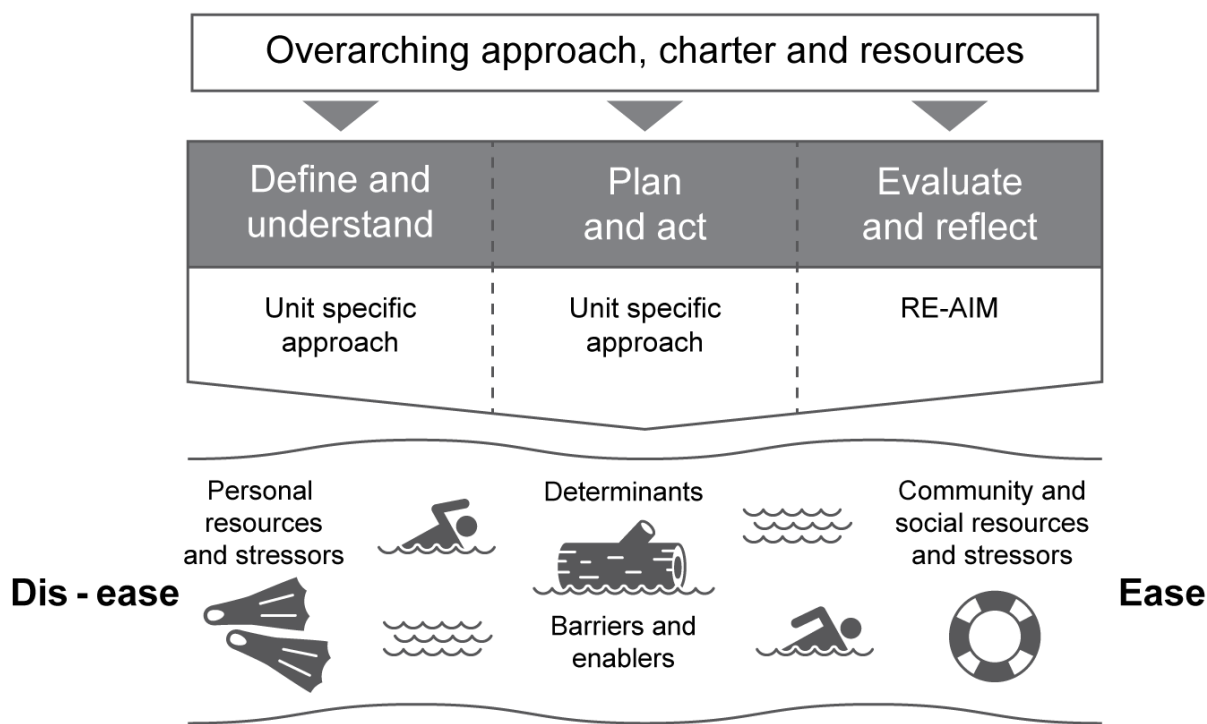 Overarching approach, charter and resources
Define and
understand
Plan
and act
Evaluate
and reflect
Unit specific
approach
Unit specific
approach
RE-AIM
Personal
resources
and stressors
Determinants
Community and
social resources
and stressors
Dis - ease
Ease
Barriers and
enablers